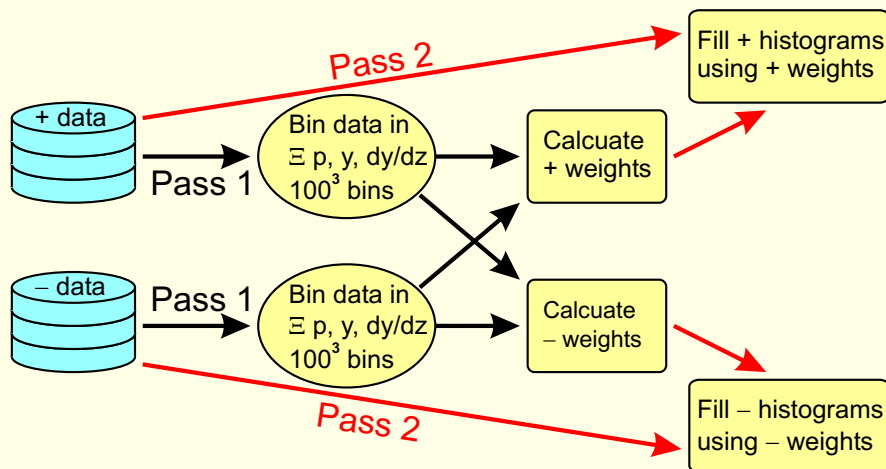 Pass 2
Fill + histograms
using + weights
+ data
Pass 1
Bin data in
Ξ p, y, dy/dz
100³ bins
Calcuate
+ weights
– data
Pass 1
Bin data in
Ξ p, y, dy/dz
100³ bins
Calcuate
– weights
Pass 2
Fill – histograms
using – weights